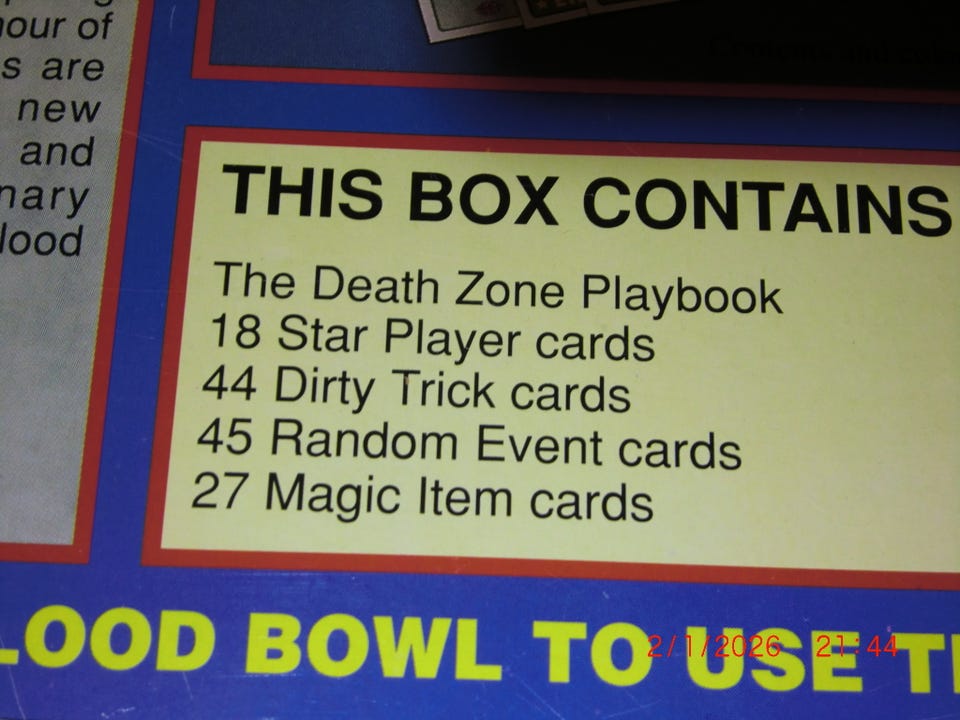 our of
s are
new
and
nary
lood
THIS BOX CONTAINS
The Death Zone Playbook
18 Star Player cards
44 Dirty Trick cards
45 Random Event cards
27 Magic Item cards
LOOD BOWL TO USE T
2/1/2026 21:44